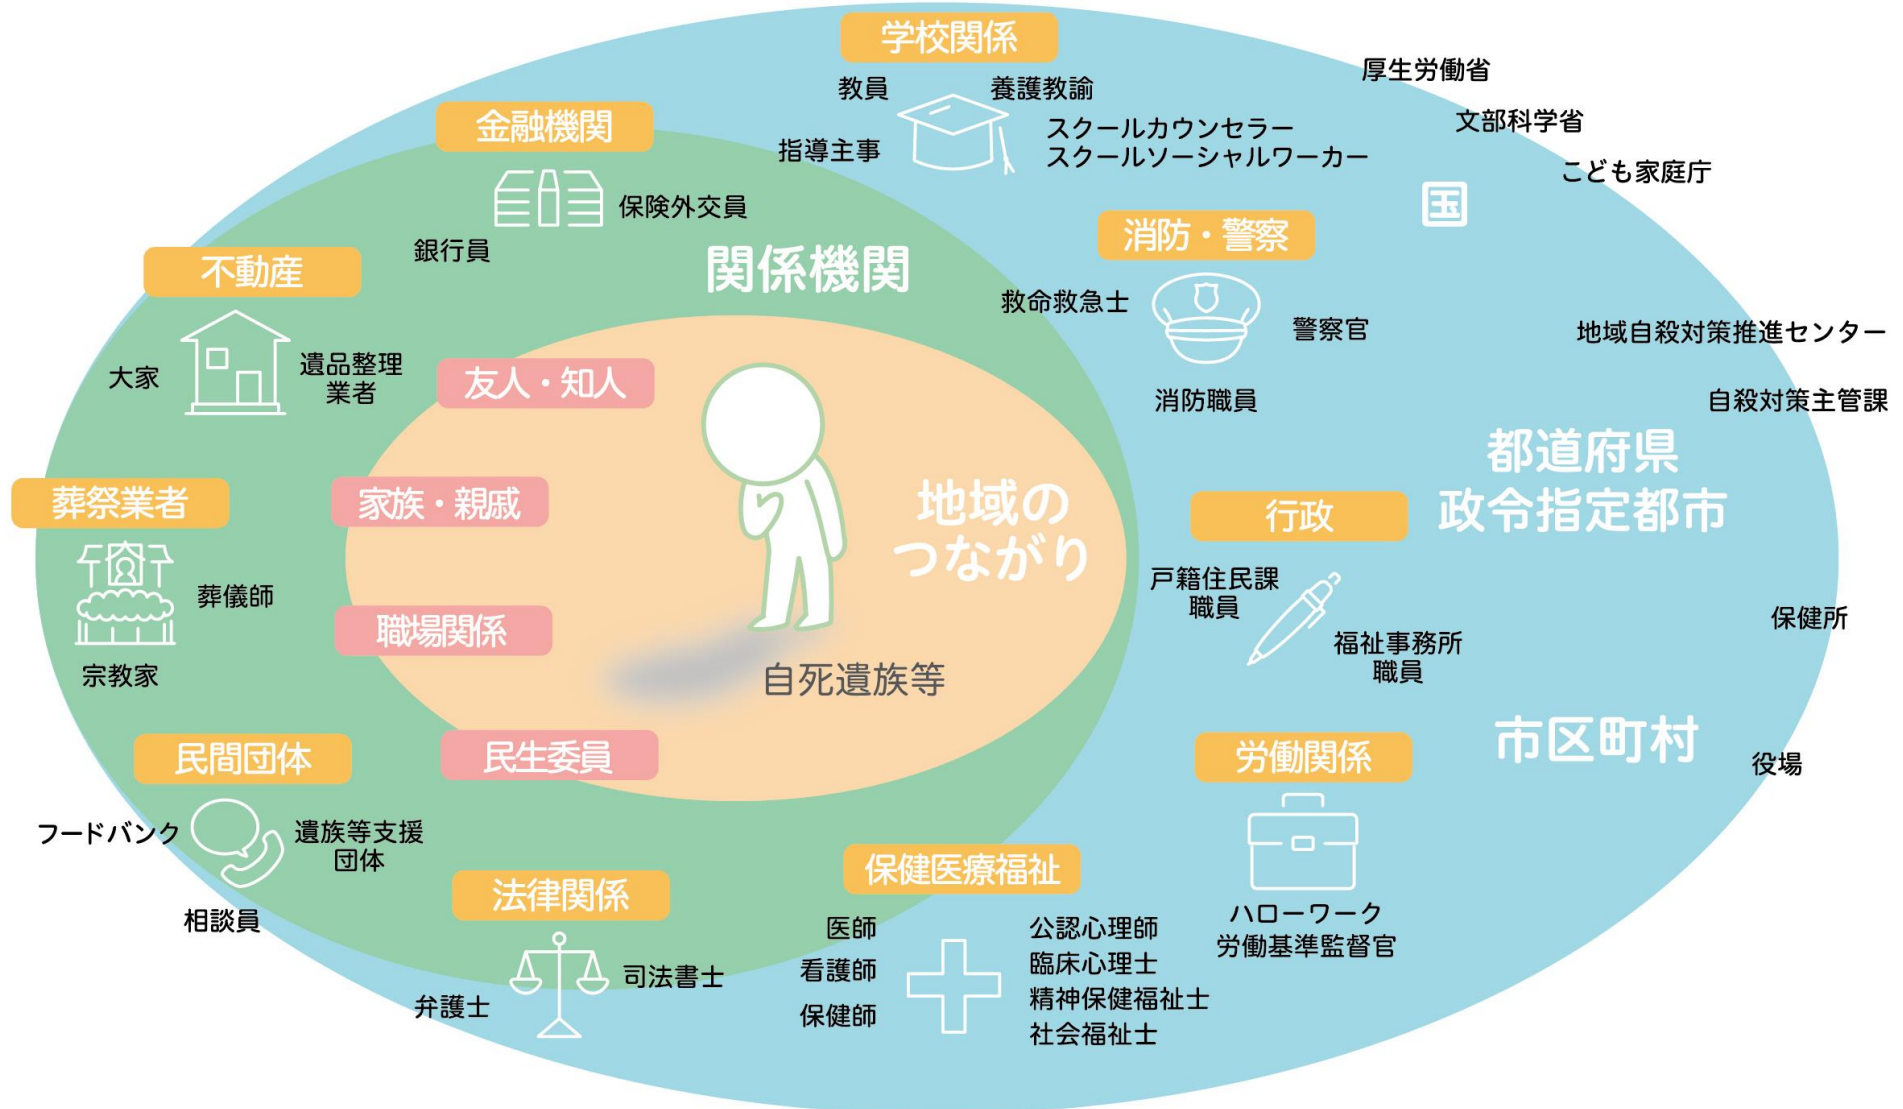 学校関係
教員
養護教諭
指導主事
スクールカウンセラー
スクールソーシャルワーカー
厚生労働省
文部科学省
こども家庭庁
国
金融機関
保険外交員
銀行員
関係機関
消防・警察
救命救急士
警察官
消防職員
不動産
大家
遺品整理
業者
友人・知人
地域自殺対策推進センター
自殺対策主管課
都道府県
政令指定都市
葬祭業者
葬儀師
宗教家
家族・親戚
地域の
つながり
行政
戸籍住民課
職員
福祉事務所
職員
保健所
職場関係
自死遺族等
民生委員
市区町村
役場
民間団体
フードバンク
遺族等支援
団体
相談員
労働関係
ハローワーク
労働基準監督官
法律関係
司法書士
弁護士
保健医療福祉
医師
看護師
保健師
公認心理師
臨床心理士
精神保健福祉士
社会福祉士